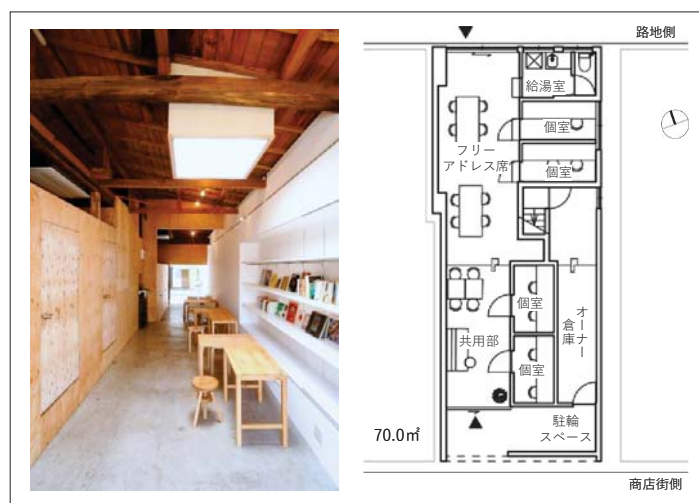 路地側
給湯室
個室
フリー
アドレス席
個室
個室
オーナー
倉庫
共用部
個室
駐輪
スペース
70.0㎡
商店街側